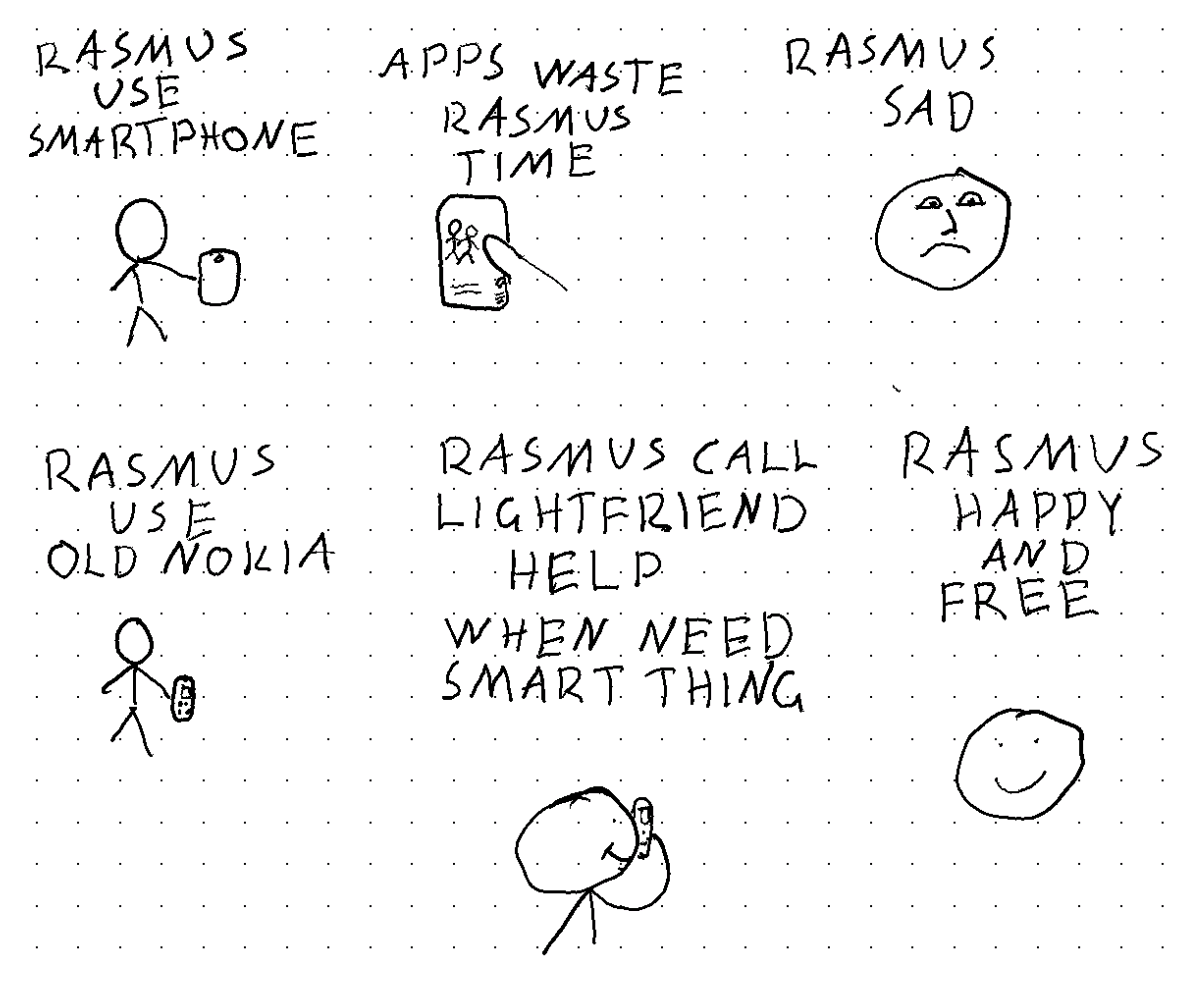 RASMUS
USE
SMARTPHONE
APPS WASTE
RASMUS
TIME
RASMUS
SAD
RASMUS
USE
OLD NOKIA
RASMUS CALL
LIGHTFRIEND
HELP
WHEN NEED
SMART THING
RASMUS
HAPPY
AND
FREE